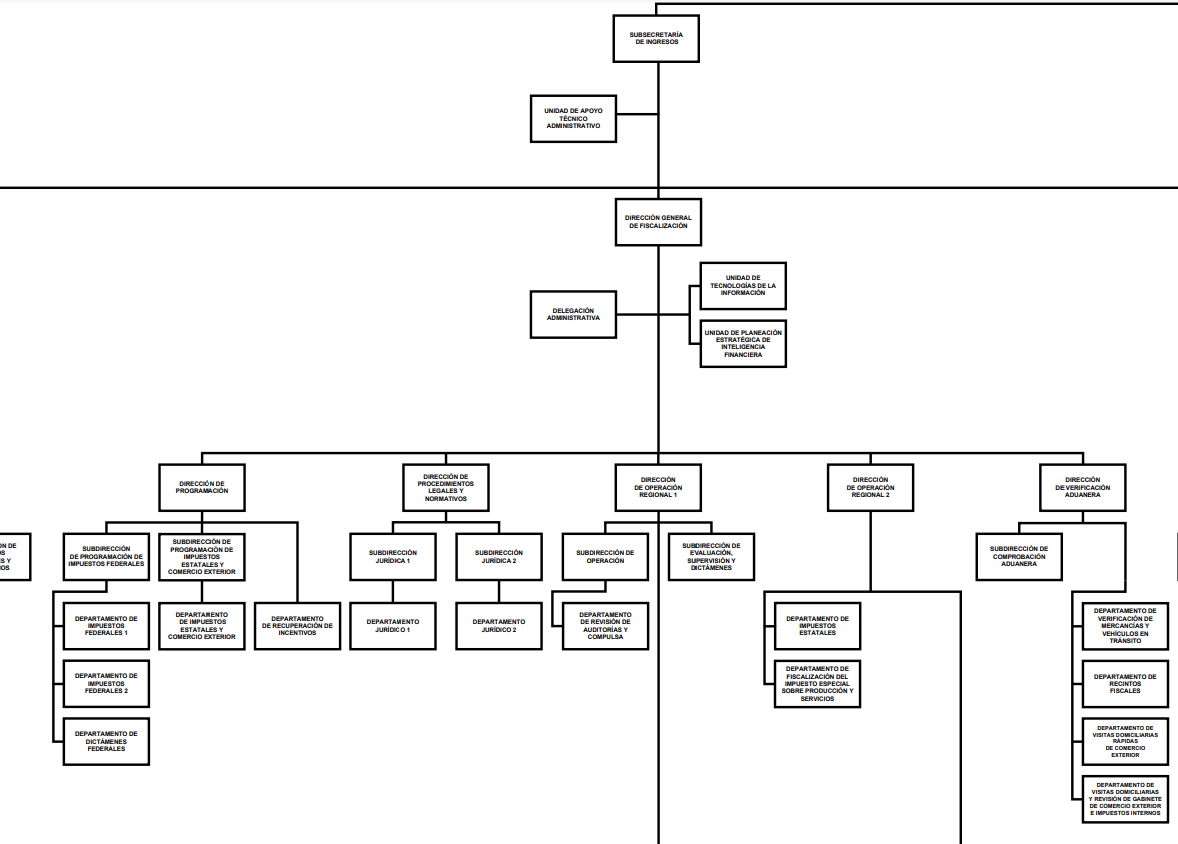 SUBSECRETARÍA
DE INGRESOS
UNIDAD DE APOYO
TÉCNICO
ADMINISTRATIVO
DIRECCIÓN GENERAL
DE FISCALIZACIÓN
UNIDAD DE
TECNOLOGÍAS DE LA
INFORMACIÓN
DELEGACIÓN
ADMINISTRATIVA
UNIDAD DE PLANEACIÓN
ESTRATÉGICA DE
INTELIGENCIA
FINANCIERA
DIRECCIÓN DE
PROGRAMACIÓN
DIRECCIÓN DE
PROCEDIMIENTOS
LEGALES Y
NORMATIVOS
DIRECCIÓN
DE OPERACIÓN
REGIONAL 1
DIRECCIÓN
DE OPERACIÓN
REGIONAL 2
DIRECCIÓN
DE VERIFICACIÓN
ADUANERA
SUBDIRECCIÓN
DE PROGRAMACIÓN DE
IMPUESTOS FEDERALES
SUBDIRECCIÓN DE
PROGRAMACIÓN DE
IMPUESTOS
ESTATALES Y
COMERCIO EXTERIOR
SUBDIRECCIÓN
JURÍDICA 1
SUBDIRECCIÓN
JURÍDICA 2
SUBDIRECCIÓN DE
OPERACIÓN
SUBDIRECCIÓN DE
EVALUACIÓN,
SUPERVISIÓN Y
DICTÁMENES
SUBDIRECCIÓN DE
COMPROBACIÓN
ADUANERA
DEPARTAMENTO DE
IMPUESTOS
FEDERALES 1
DEPARTAMENTO
DE IMPUESTOS
ESTATALES Y
COMERCIO EXTERIOR
DEPARTAMENTO
DE RECUPERACIÓN DE
INCENTIVOS
DEPARTAMENTO
JURÍDICO 1
DEPARTAMENTO
JURÍDICO 2
DEPARTAMENTO
DE REVISIÓN DE
AUDITORÍAS Y
COMPULSA
DEPARTAMENTO DE
IMPUESTOS
ESTATALES
DEPARTAMENTO DE
VERIFICACIÓN DE
MERCANCÍAS Y
VEHÍCULOS EN
TRÁNSITO
DEPARTAMENTO DE
IMPUESTOS
FEDERALES 2
DEPARTAMENTO DE
FISCALIZACIÓN DEL
IMPUESTO ESPECIAL
SOBRE PRODUCCIÓN Y
SERVICIOS
DEPARTAMENTO DE
RECINTOS
FISCALES
DEPARTAMENTO DE
DICTÁMENES
FEDERALES
DEPARTAMENTO DE
VISITAS DOMICILIARIAS
RÁPIDAS
DE COMERCIO
EXTERIOR
DEPARTAMENTO DE
VISITAS DOMICILIARIAS
Y REVISIÓN DE GABINETE
DE COMERCIO EXTERIOR
E IMPUESTOS INTERNOS